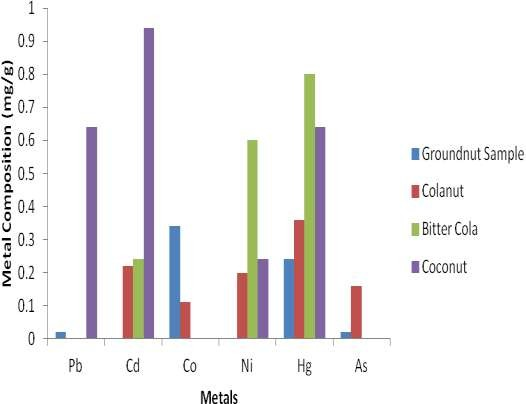 Metal Composition (mg/g)
1
0.9
0.8
0.7
0.6
0.5
0.4
0.3
0.2
0.1
0
Pb Cd Co Ni Hg As
Metals
Groundnut Sample
Colanut
Bitter Cola
Coconut